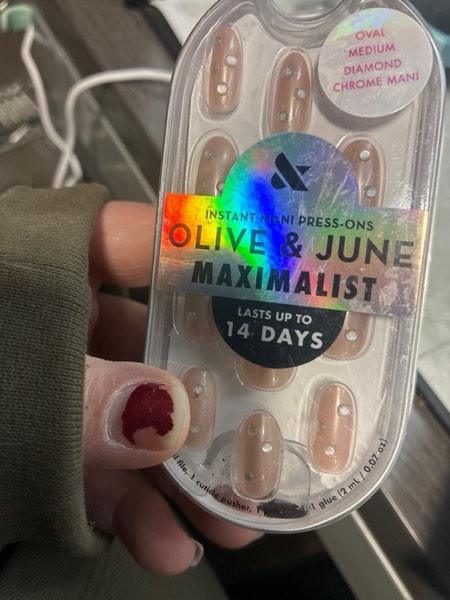 OVAL
MEDIUM
DIAMOND
CHROME MANI
&
INSTANT MANI PRESS-ONS
OLIVE & JUNE
MAXIMALIST
LASTS UP TO
14 DAYS
file, 1 cuticle pusher, 1 glue (2 mL / 0.07 oz)